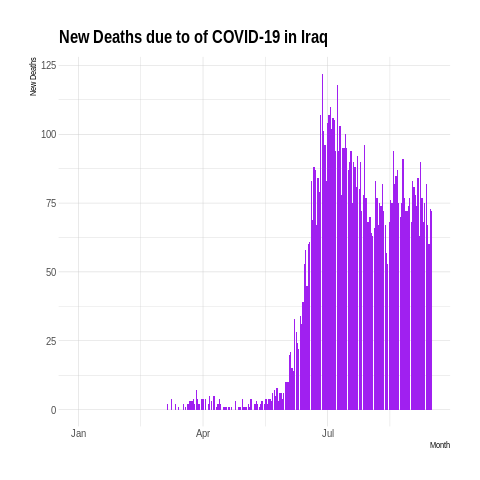 New Deaths due to of COVID-19 in Iraq
New Deaths
125
100
75
50
25
0
Jan
Apr
Jul
Month